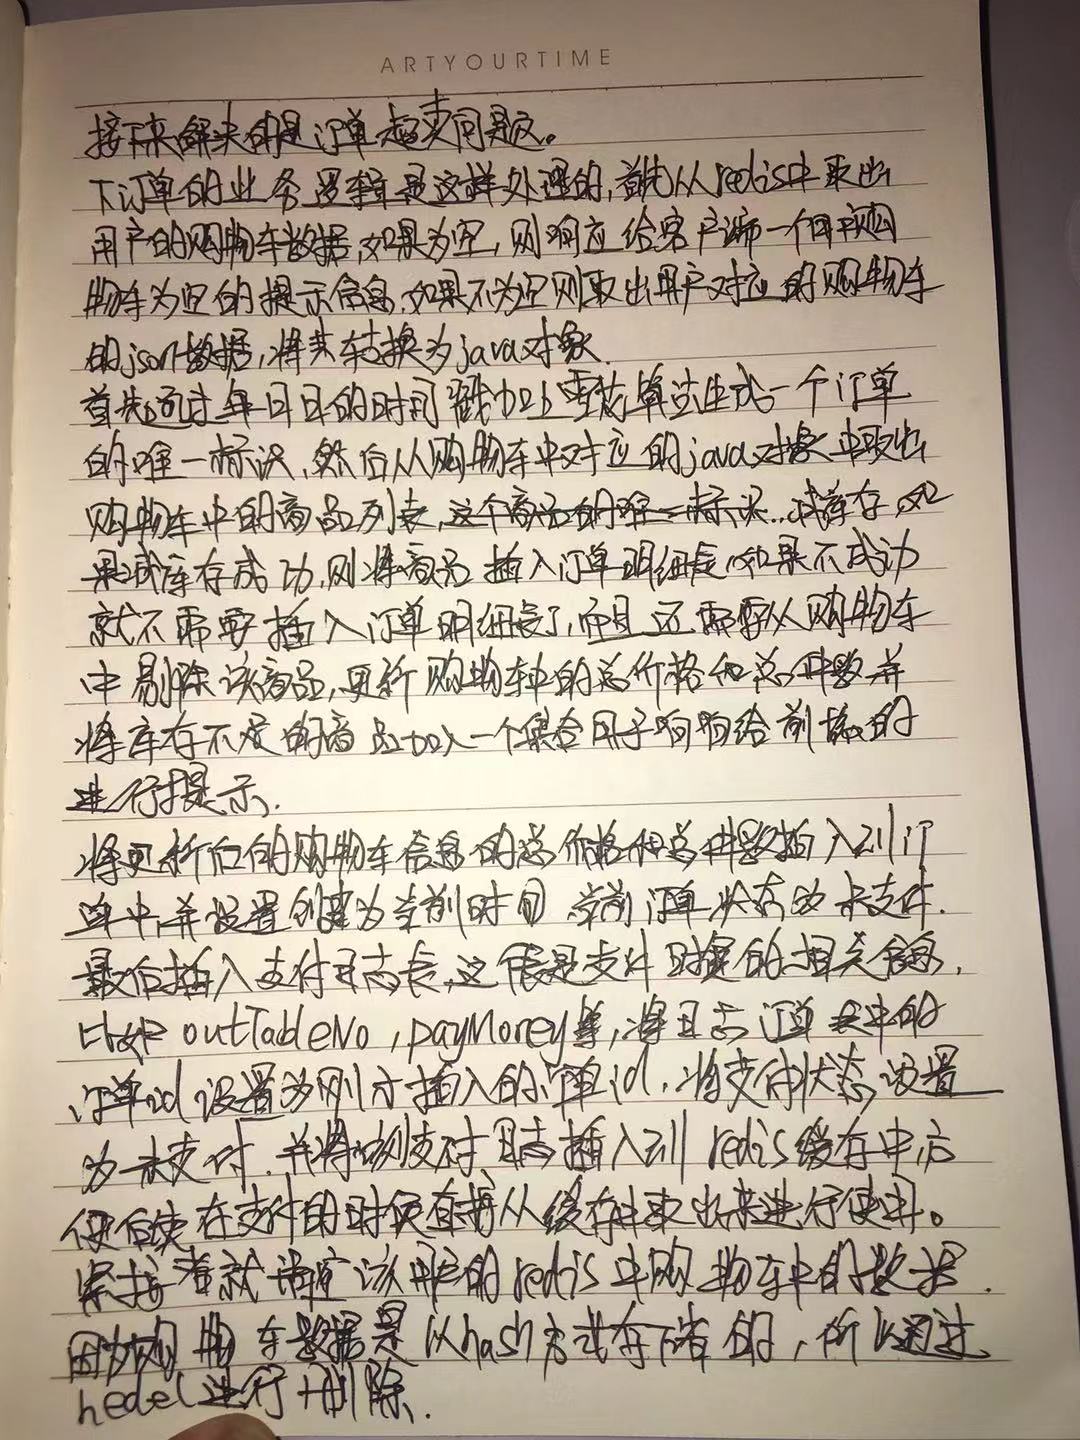 ARTYOURTIME
接下来解决的是订单超卖问题。
下订单的业务逻辑是这样处理的,首先从redis中取出
用户的购物车数据,如果为空,则响应给客户端一个购
物车为空的提示信息,如果不为空则取出用户对应的购物车
的json数据,将其转换为java对象.
首先通过每日的时间戳加上雪花算法生成一个订单
的唯一标识,然后从购物车中对应的java对象中取出
购物车中的商品列表,这个商品的唯一标识...减库存,如
果减库存成功,则将商品插入订单明细表,如果不成功
就不需要插入订单明细表了,而且还需要从购物车
中剔除该商品,更新购物车中的总价格和总件数并
将库存不足的商品加入一个集合用于响应给前端的
进行提示.
将更新后的购物车信息的总价格和总件数插入到订
单中,并设置创建为当前时间 当前订单状态为未支付.
最后插入支付日志表,这个表是支付时候的相关信息,
比如 outTableNo,payMoney等,将日志订单表中的
订单id设置为刚才插入的订单id,将支付状态设置
为未支付.并将该支付日志插入到redis缓存中方
便后续在支付的时候直接从缓存中取出来进行使用。
紧接着就清空该用户的redis中购物车中的数据.
因为购物车数据是以hash方式存储的,所以通过
hedel进行删除.